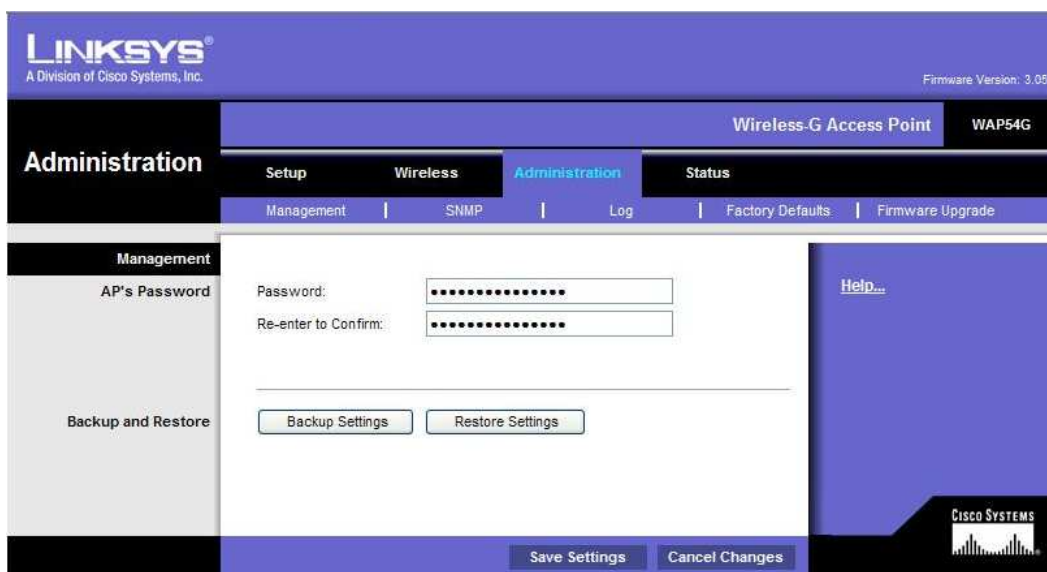 LINKSYS®
A Division of Cisco Systems, Inc.
Firmware Version: 3.05
Wireless-G Access Point WAP54G
Administration
Setup Wireless Administration Status
Management | SNMP | Log | Factory Defaults | Firmware Upgrade
Management
AP's Password
Password:
Re-enter to Confirm:
Help...
Backup and Restore
Backup Settings Restore Settings
Save Settings Cancel Changes
CISCO SYSTEMS